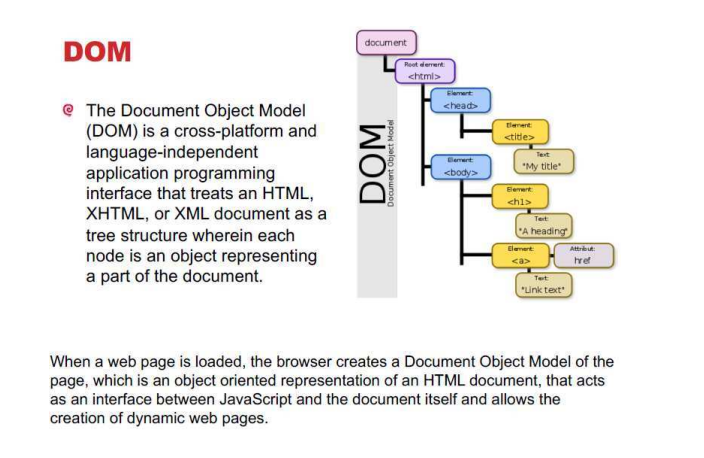 DOM
The Document Object Model
(DOM) is a cross-platform and
language-independent
application programming
interface that treats an HTML,
XHTML, or XML document as a
tree structure wherein each
node is an object representing
a part of the document.
document
Root element:
<html>
Element:
<head>
Element:
<title>
Text:
"My title"
Element:
<body>
Element:
<h1>
Text:
"A heading"
Element:
<a>
Attribut:
href
Text:
"Link text"
DOM
Document Object Model
When a web page is loaded, the browser creates a Document Object Model of the
page, which is an object oriented representation of an HTML document, that acts
as an interface between JavaScript and the document itself and allows the
creation of dynamic web pages.